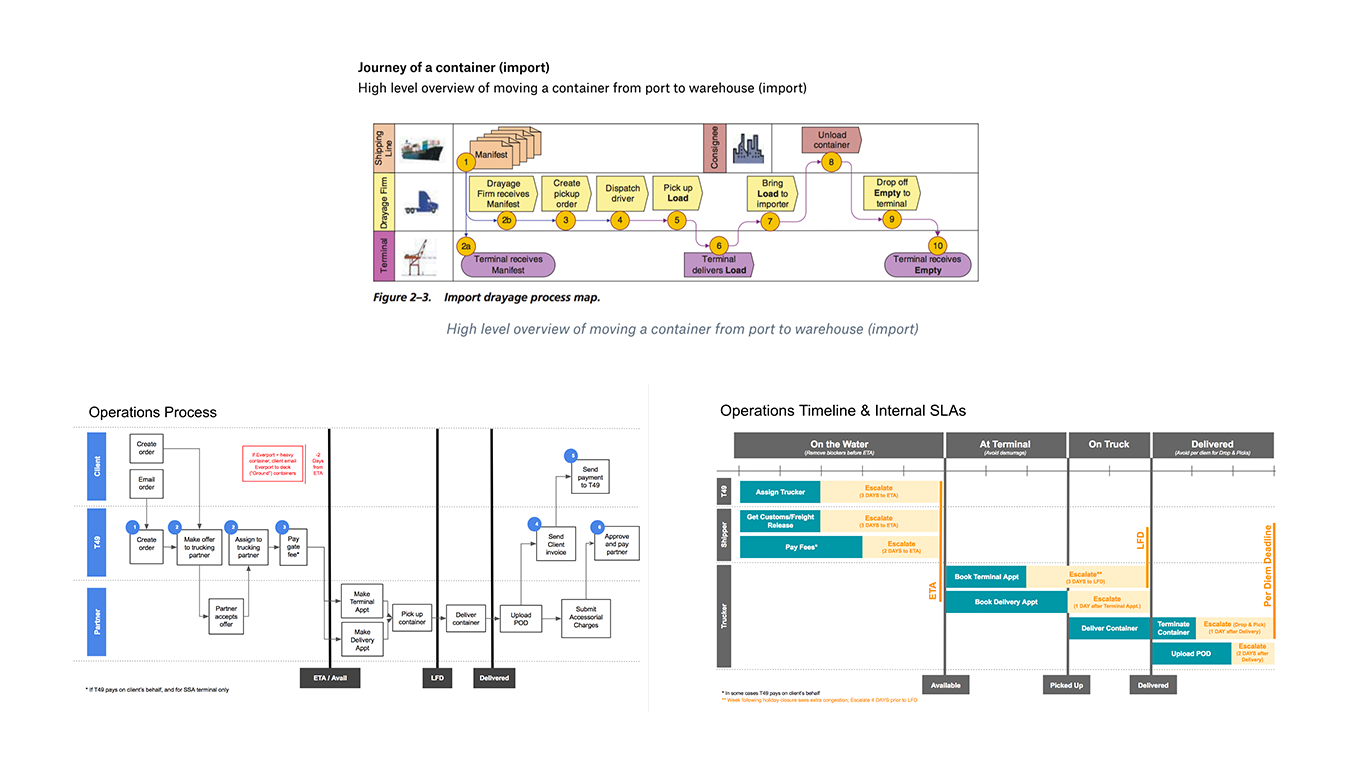 Journey of a container (import)
High level overview of moving a container from port to warehouse (import)
Shipping
Line
Manifest
1
Consignee
Unload
container
8
Drayage Firm
Drayage
Firm receives
Manifest
2b
Create
pickup
order
3
Dispatch
driver
4
Pick up
Load
5
Bring
Load to
importer
7
Drop off
Empty to
terminal
9
Terminal
2a
Terminal receives
Manifest
6
Terminal
delivers Load
10
Terminal receives
Empty
Figure 2–3. Import drayage process map.
High level overview of moving a container from port to warehouse (import)
Operations Process
Client
Create
order
Email
order
If Everport + heavy
container, client email
Everport to deck
("Ground") containers
-2
Days
from
ETA
5
Send
payment
to T49
T49
1
Create
order
2
Make offer
to trucking
partner
2
Assign to
trucking
partner
3
Pay
gate
fee*
4
Send
Client
invoice
6
Approve
and pay
partner
Partner
Partner
accepts
offer
Make
Terminal
Appt
Make
Delivery
Appt
Pick up
container
Deliver
container
Upload
POD
Submit
Accessorial
Charges
ETA / Avail
LFD
Delivered
* If T49 pays on client's behalf, and for SSA terminal only
Operations Timeline & Internal SLAs
On the Water
(Remove blockers before ETA)
At Terminal
(Avoid demurrage)
On Truck
Delivered
(Avoid per diem for Drop & Picks)
T49
Assign Trucker
Escalate
(3 DAYS to ETA)
Shipper
Get Customs/Freight
Release
Escalate
(3 DAYS to ETA)
Pay Fees*
Escalate
(2 DAYS to ETA)
ETA
LFD
Per Diem Deadline
Trucker
Book Terminal Appt
Escalate**
(3 DAYS to LFD)
Book Delivery Appt
Escalate
(1 DAY after Terminal Appt.)
Deliver Container
Terminate
Container
Escalate (Drop & Pick)
(1 DAY after Delivery)
Upload POD
Escalate
(2 DAYS after
Delivery)
Available
Picked Up
Delivered
* In some cases T49 pays on client's behalf
** Week following holiday closure sees extra congestion; Escalate 4 DAYS prior to LFD